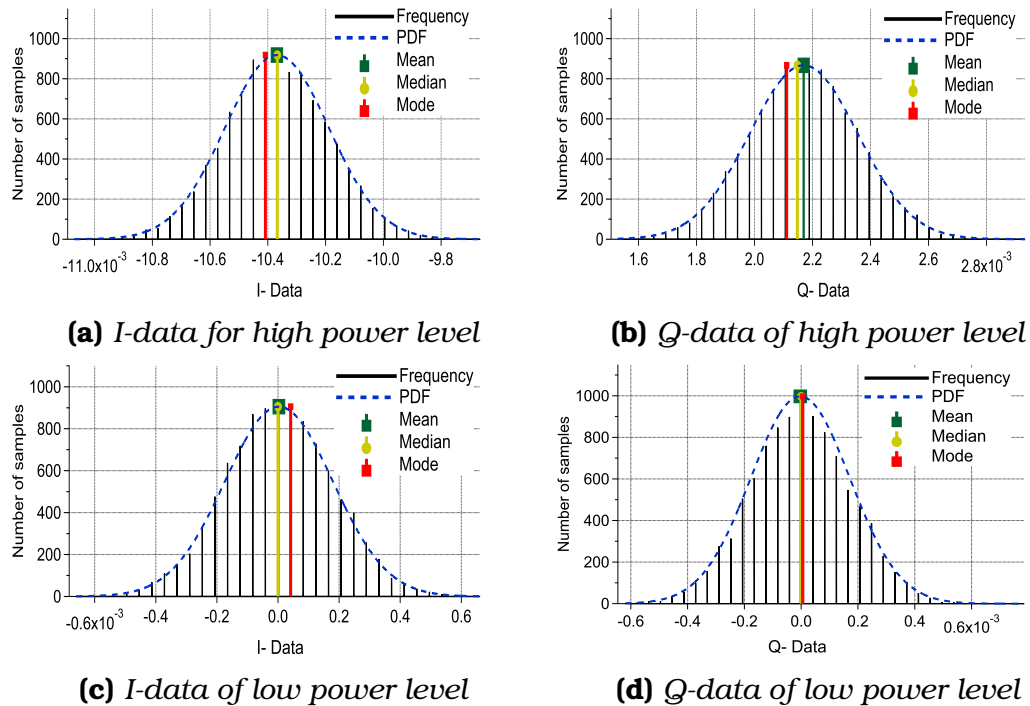 Frequency
PDF
Mean
Median
Mode
Number of samples
1000
800
600
400
200
0
-11.0x10⁻³ -10.8 -10.6 -10.4 -10.2 -10.0 -9.8
I- Data
(a) I-data for high power level
Frequency
PDF
Mean
Median
Mode
Number of samples
1000
800
600
400
200
0
1.6 1.8 2.0 2.2 2.4 2.6 2.8x10⁻³
Q- Data
(b) Q-data of high power level
Frequency
PDF
Mean
Median
Mode
Number of samples
1000
800
600
400
200
0
-0.6x10⁻³ -0.4 -0.2 0.0 0.2 0.4 0.6
I- Data
(c) I-data of low power level
Frequency
PDF
Mean
Median
Mode
Number of samples
1000
800
600
400
200
0
-0.6 -0.4 -0.2 0.0 0.2 0.4 0.6x10⁻³
Q- Data
(d) Q-data of low power level